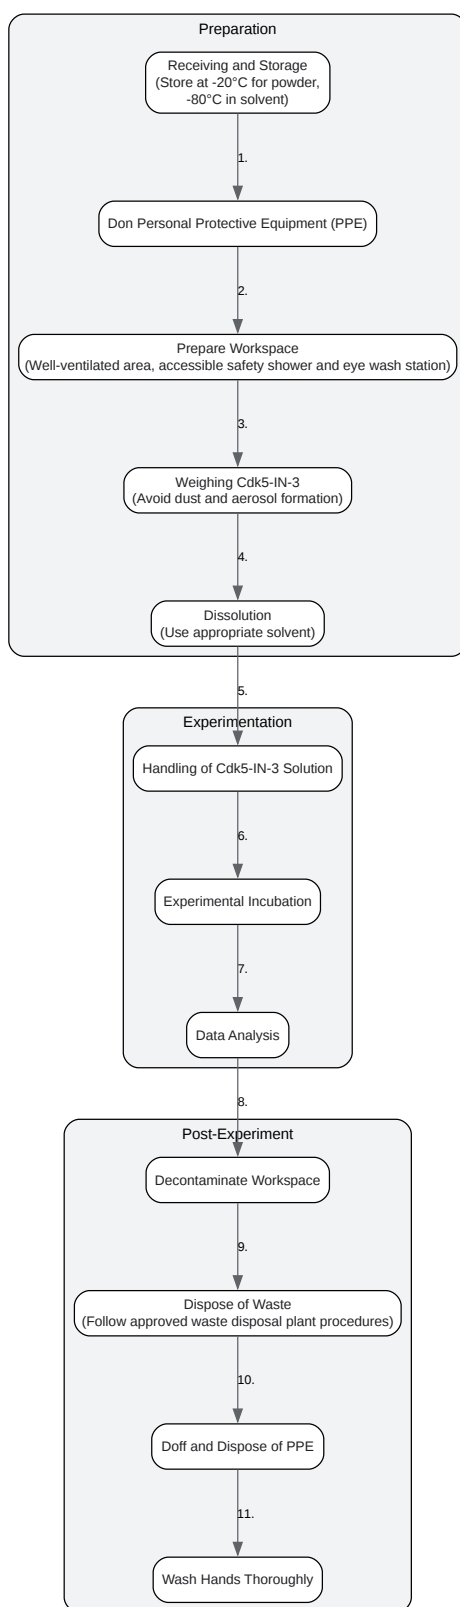 Preparation
Receiving and Storage
(Store at -20°C for powder,
-80°C in solvent)
1.
Don Personal Protective Equipment (PPE)
2.
Prepare Workspace
(Well-ventilated area, accessible safety shower and eye wash station)
3.
Weighing Cdk5-IN-3
(Avoid dust and aerosol formation)
4.
Dissolution
(Use appropriate solvent)
5.
Experimentation
Handling of Cdk5-IN-3 Solution
6.
Experimental Incubation
7.
Data Analysis
8.
Post-Experiment
Decontaminate Workspace
9.
Dispose of Waste
(Follow approved waste disposal plant procedures)
10.
Doff and Dispose of PPE
11.
Wash Hands Thoroughly